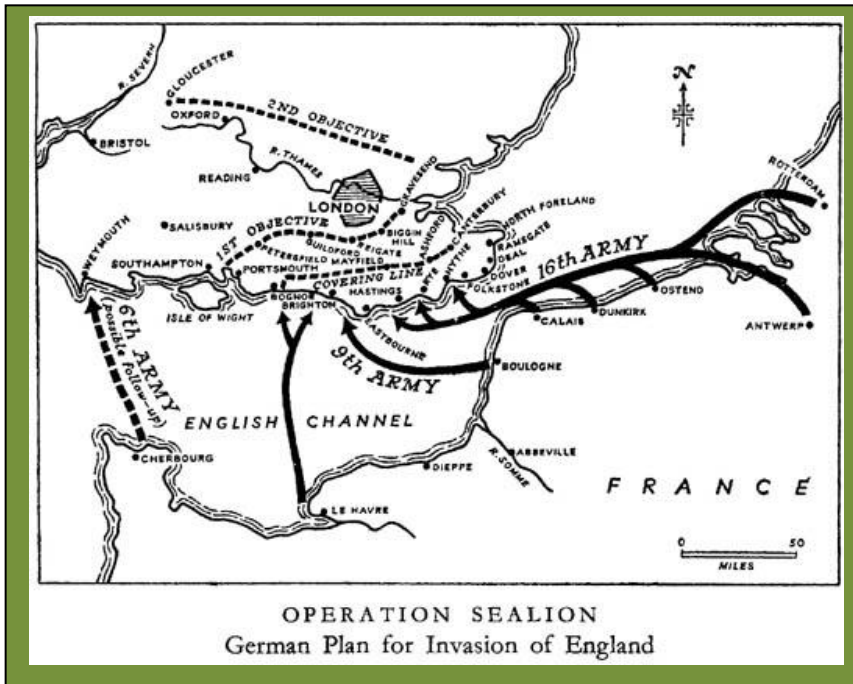 R. SEVERN
GLOUCESTER
OXFORD
2ND OBJECTIVE
BRISTOL
READING
R. THAMES
LONDON
GRAVESEND
N
ROTTERDAM
SALISBURY
WEYMOUTH
SOUTHAMPTON
1ST OBJECTIVE
PETERSFIELD
GUILDFORD
MAYFIELD
REIGATE
BIGGIN
HILL
ASHFORD
CANTERBURY
NORTH FORELAND
RAMSGATE
DEAL
DOVER
FOLKSTONE
HYTHE
RYE
PORTSMOUTH
COVERING LINE
HASTINGS
BOGNOR
BRIGHTON
EASTBOURNE
ISLE OF WIGHT
16th ARMY
OSTEND
DUNKIRK
CALAIS
ANTWERP
6th ARMY
(possible follow-up)
9th ARMY
BOULOGNE
ENGLISH CHANNEL
CHERBOURG
DIEPPE
ABBEVILLE
R. SOMME
LE HAVRE
FRANCE
0 50
MILES
OPERATION SEALION
German Plan for Invasion of England